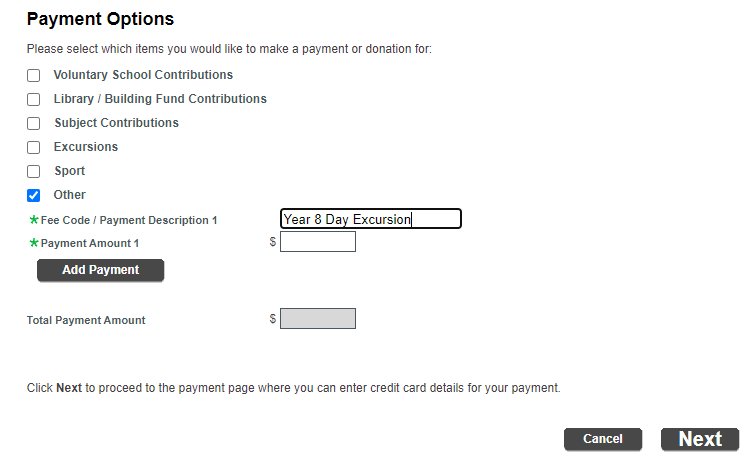 Payment Options
Please select which items you would like to make a payment or donation for:
Voluntary School Contributions
Library / Building Fund Contributions
Subject Contributions
Excursions
Sport
Other
* Fee Code / Payment Description 1 Year 8 Day Excursion
* Payment Amount 1 $
Add Payment
Total Payment Amount $
Click Next to proceed to the payment page where you can enter credit card details for your payment.
Cancel Next